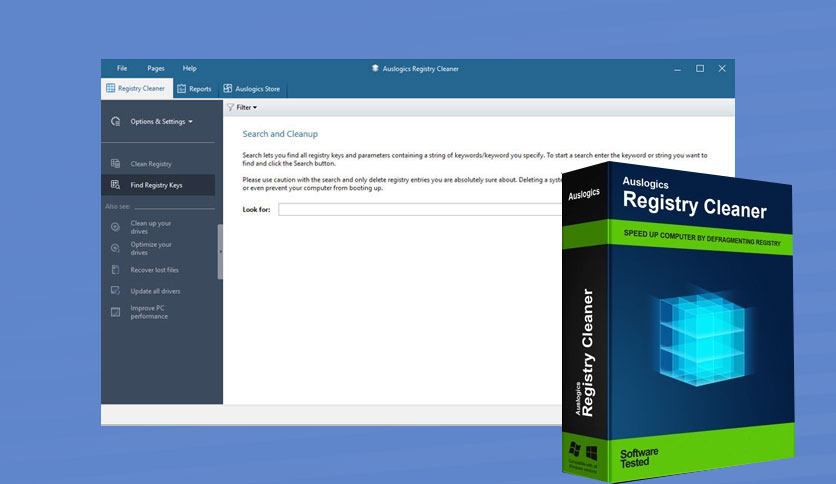 File Pages Help
Auslogics Registry Cleaner
Registry Cleaner Reports Auslogics Store
Options & Settings
Filter
Clean Registry
Find Registry Keys
Also see:
Clean up your
drives
Optimize your
drives
Recover lost files
Update all drivers
Improve PC
performance
Search and Cleanup
Search lets you find all registry keys and parameters containing a string of keywords/keyword you specify. To start a search enter the keyword or string you want to
find and click the Search button.
Please use caution with the search and only delete registry entries you are absolutely sure about. Deleting a syst
or even prevent your computer from booting up.
Look for:
Auslogics
Registry Cleaner
Auslogics
Registry Cleaner
SPEED UP COMPUTER BY DEFRAGMENTING REGISTRY
Auslogics
Registry Cleaner
Software
Tested